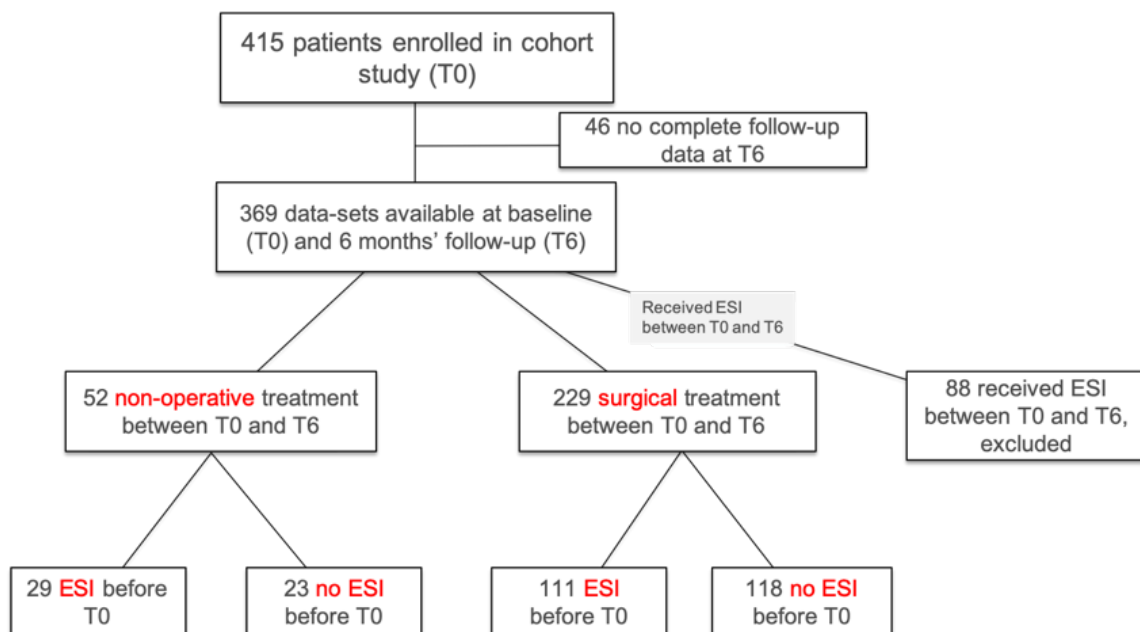 415 patients enrolled in cohort
study (T0)
46 no complete follow-up
data at T6
369 data-sets available at baseline
(T0) and 6 months’ follow-up (T6)
Received ESI
between T0 and T6
52 non-operative treatment
between T0 and T6
229 surgical treatment
between T0 and T6
88 received ESI
between T0 and T6,
excluded
29 ESI before
T0
23 no ESI
before T0
111 ESI
before T0
118 no ESI
before T0